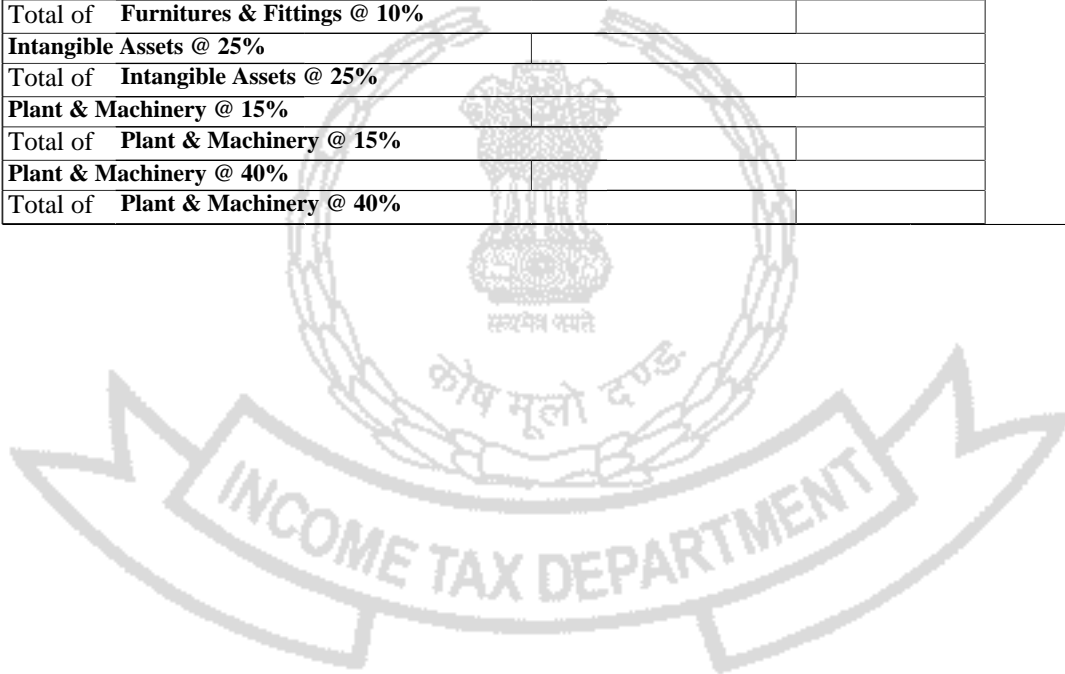 Total of Furnitures & Fittings @ 10%
Intangible Assets @ 25%
Total of Intangible Assets @ 25%
Plant & Machinery @ 15%
Total of Plant & Machinery @ 15%
Plant & Machinery @ 40%
Total of Plant & Machinery @ 40%
सत्यमेव जयते
कोष मूलो दण्डः
INCOME TAX DEPARTMENT